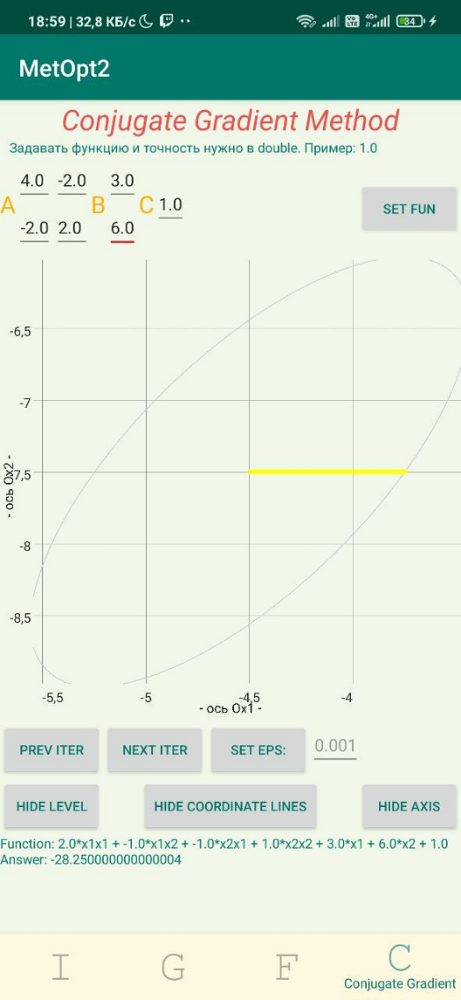 18:59 | 32,8 КБ/с
Vo LTE 4G+ 84
MetOpt2
Conjugate Gradient Method
Задавать функцию и точность нужно в double. Пример: 1.0
4.0 -2.0 3.0
A B C 1.0 SET FUN
-2.0 2.0 6.0
-6,5
-7
-7,5
-8
-8,5
- ось Ox2 -
-5,5 -5 -4,5 -4
- ось Ox1 -
PREV ITER NEXT ITER SET EPS: 0.001
HIDE LEVEL HIDE COORDINATE LINES HIDE AXIS
Function: 2.0*x1x1 + -1.0*x1x2 + -1.0*x2x1 + 1.0*x2x2 + 3.0*x1 + 6.0*x2 + 1.0
Answer: -28.250000000000004
I G F C
Conjugate Gradient